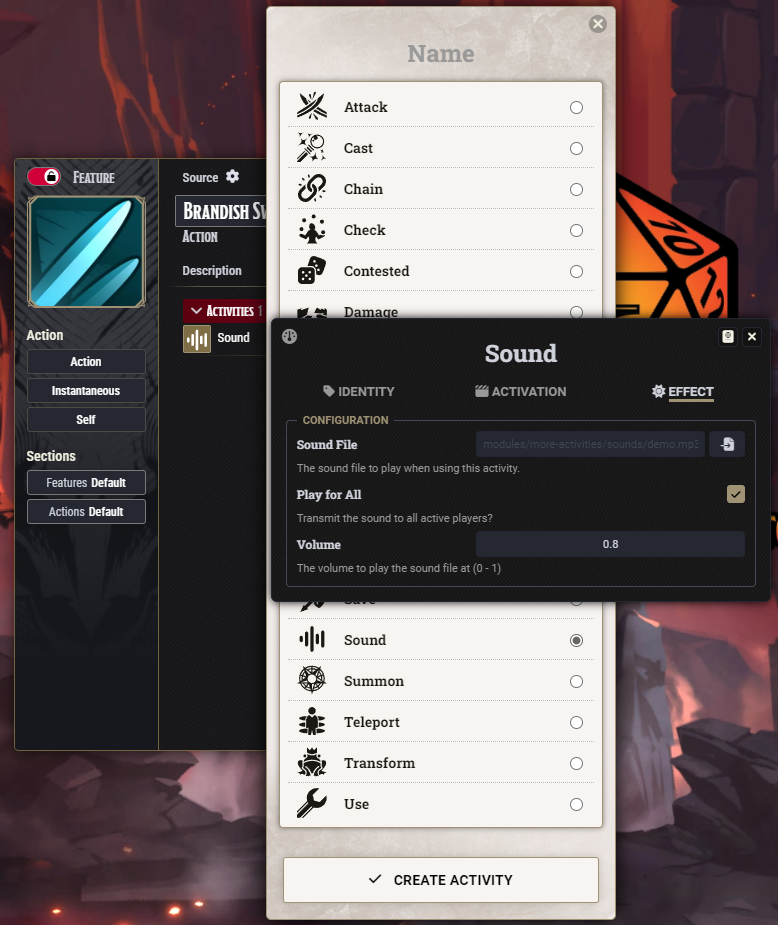 Name
Attack
Cast
Chain
Check
Contested
Damage
FEATURE
Source
BRANDISH
ACTION
Description
ACTIVITIES 1
Sound
Action
Action
Instantaneous
Self
Sections
Features Default
Actions Default
Sound
IDENTITY
ACTIVATION
EFFECT
CONFIGURATION
Sound File
modules/more-activities/sounds/demo.mp3
The sound file to play when using this activity.
Play for All
Transmit the sound to all active players?
Volume
0.8
The volume to play the sound file at (0 - 1)
Save
Sound
Summon
Teleport
Transform
Use
CREATE ACTIVITY
10
12